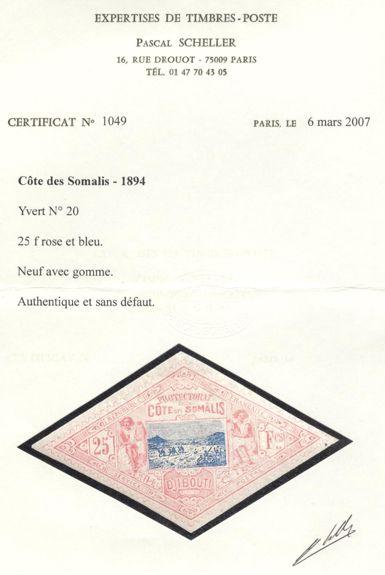 EXPERTISES DE TIMBRES-POSTE
PASCAL SCHELLER
16, RUE DROUOT - 75009 PARIS
TÉL. 01 47 70 43 05
CERTIFICAT No 1049
PARIS, LE 6 mars 2007
Côte des Somalis - 1894
Yvert N° 20
25 f rose et bleu.
Neuf avec gomme.
Authentique et sans défaut.
PROTECTORAT
CÔTE DES SOMALIS
25 Fcs
DJIBOUTI